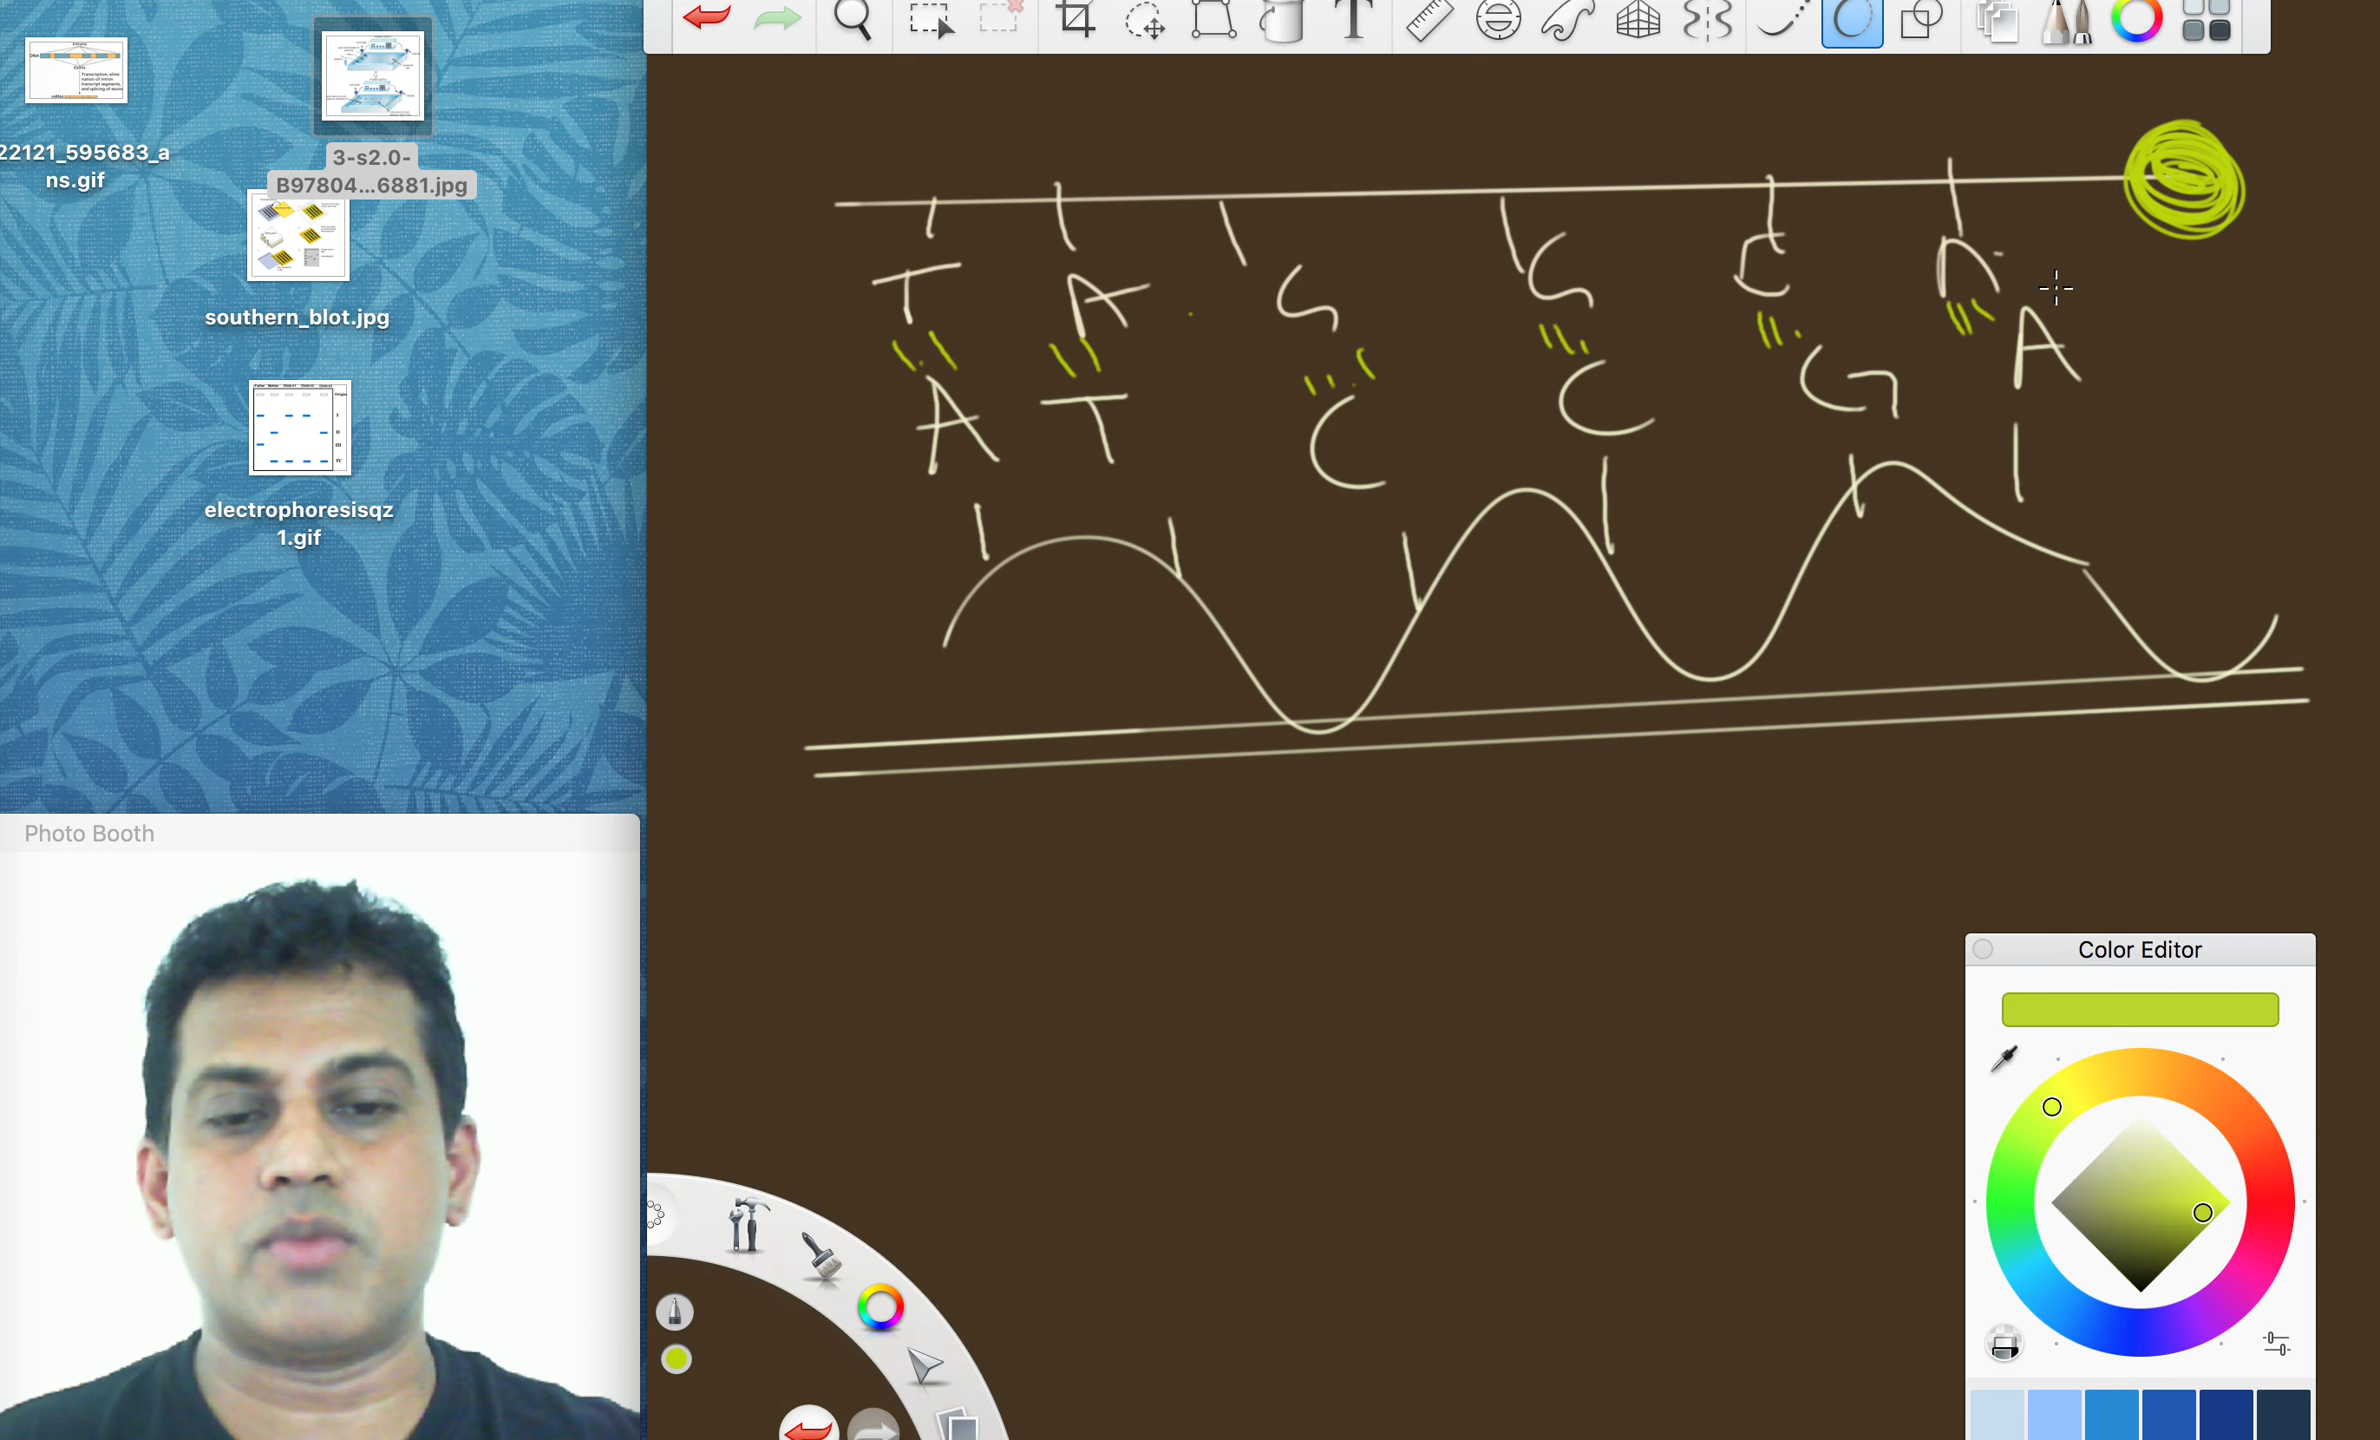 22121_595683_a
ns.gif
3-s2.0-
B97804...6881.jpg
southern_blot.jpg
electrophoresisqz
1.gif
Photo Booth
T A G G C
A T C C G A
Color Editor